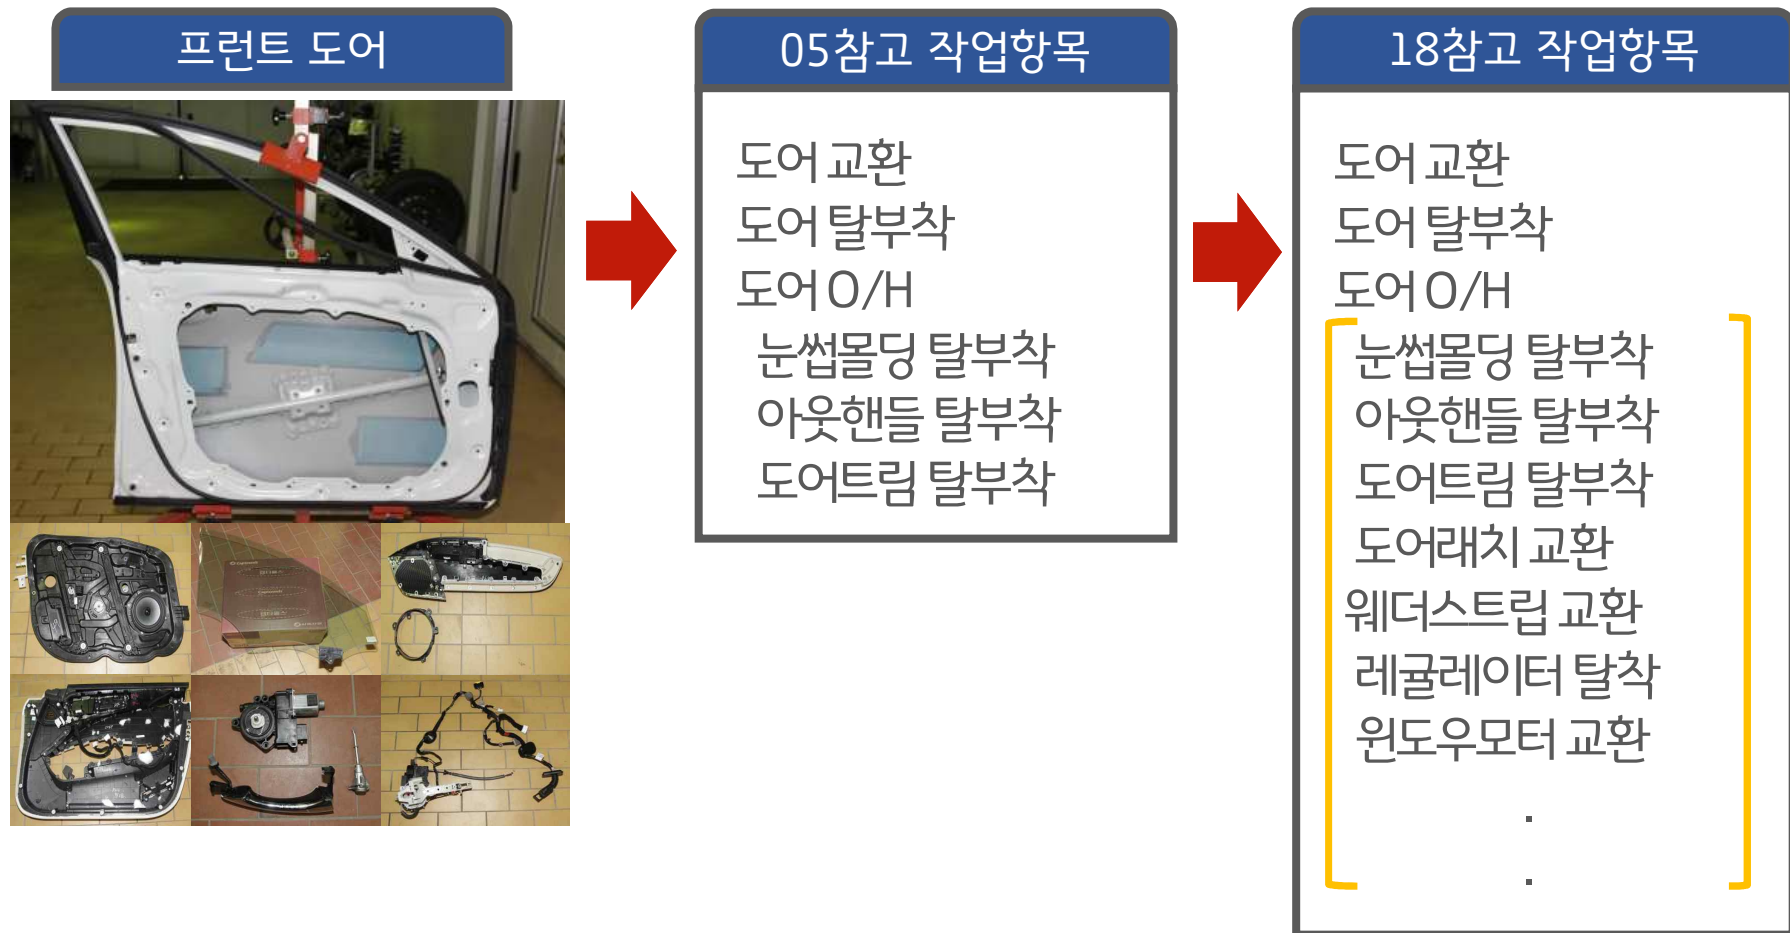 프런트 도어
05참고 작업항목
도어 교환
도어 탈부착
도어 O/H
눈썹몰딩 탈부착
아웃핸들 탈부착
도어트림 탈부착
18참고 작업항목
도어 교환
도어 탈부착
도어 O/H
눈썹몰딩 탈부착
아웃핸들 탈부착
도어트림 탈부착
도어래치 교환
웨더스트립 교환
레귤레이터 탈착
윈도우모터 교환
.
.